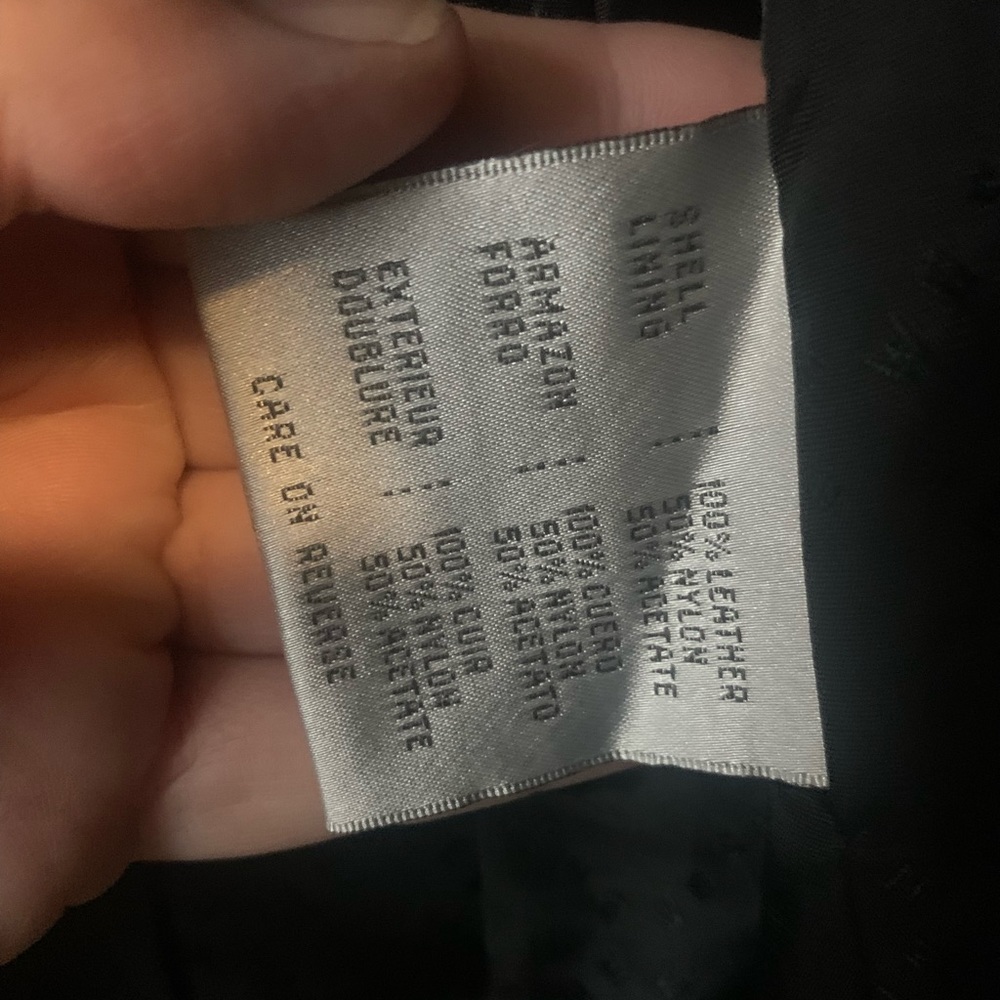 SHELL : 100% LEATHER
LINING : 50% NYLON
50% ACETATE
ARMAZON : 100% CUERO
FORRO : 50% NYLON
50% ACETATO
EXTERIEUR : 100% CUIR
DOUBLURE : 50% NYLON
50% ACETATE
CARE ON REVERSE